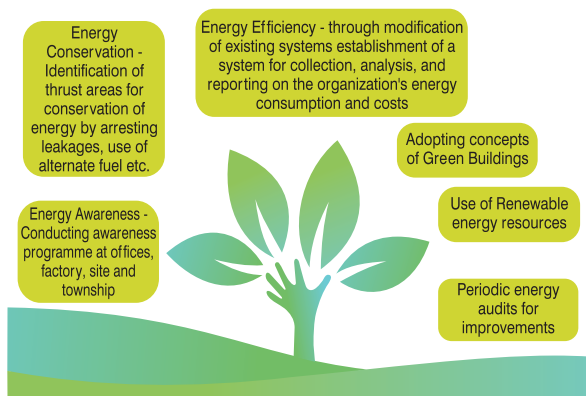 Energy
Conservation -
Identification of
thrust areas for
conservation of
energy by arresting
leakages, use of
alternate fuel etc.
Energy Efficiency - through modification
of existing systems establishment of a
system for collection, analysis, and
reporting on the organization's energy
consumption and costs
Adopting concepts
of Green Buildings
Use of Renewable
energy resources
Energy Awareness -
Conducting awareness
programme at offices,
factory, site and
township
Periodic energy
audits for
improvements